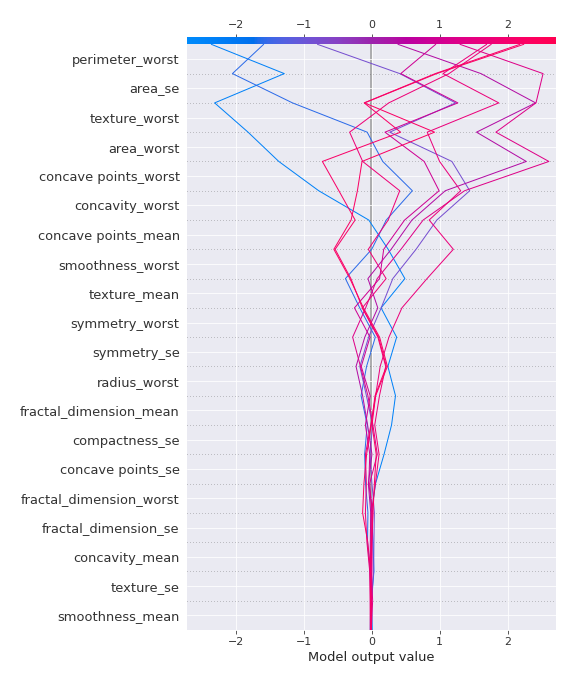 −2 −1 0 1 2
perimeter_worst
area_se
texture_worst
area_worst
concave points_worst
concavity_worst
concave points_mean
smoothness_worst
texture_mean
symmetry_worst
symmetry_se
radius_worst
fractal_dimension_mean
compactness_se
concave points_se
fractal_dimension_worst
fractal_dimension_se
concavity_mean
texture_se
smoothness_mean
−2 −1 0 1 2
Model output value